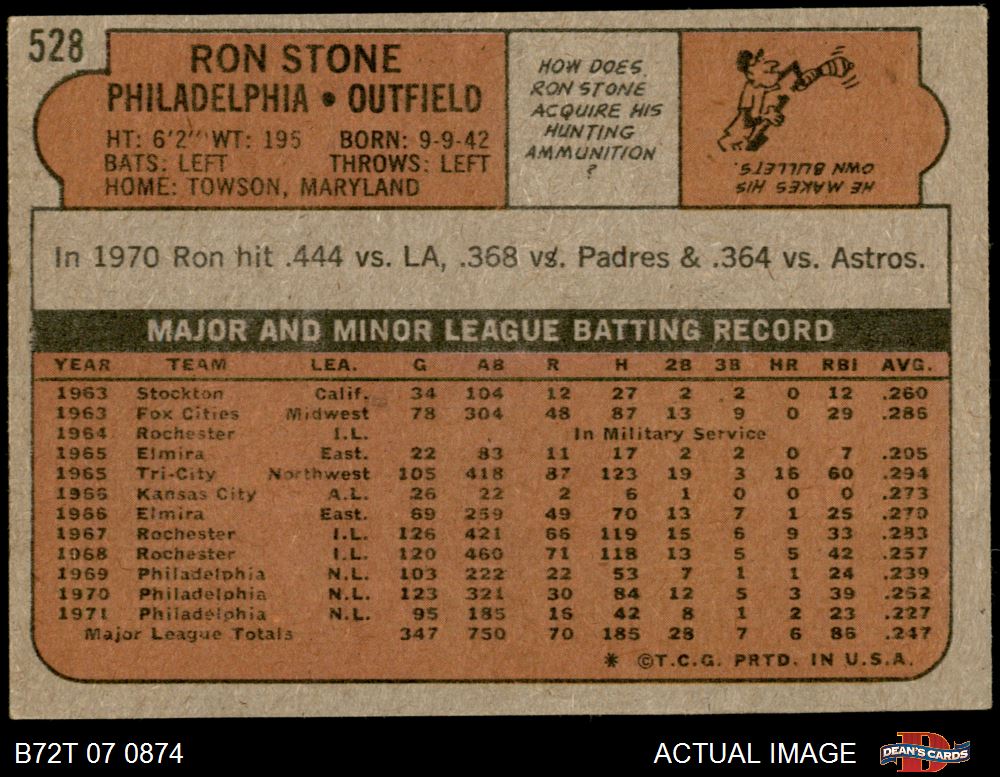 528
RON STONE
PHILADELPHIA • OUTFIELD
HT: 6'2" WT: 195 BORN: 9-9-42
BATS: LEFT THROWS: LEFT
HOME: TOWSON, MARYLAND
HOW DOES
RON STONE
ACQUIRE HIS
HUNTING
AMMUNITION
?
HE MAKES HIS
OWN BULLETS.
In 1970 Ron hit .444 vs. LA, .368 vs. Padres & .364 vs. Astros.
MAJOR AND MINOR LEAGUE BATTING RECORD
YEAR TEAM LEA. G AB R H 2B 3B HR RBI AVG.
1963 Stockton Calif. 34 104 12 27 2 2 0 12 .260
1963 Fox Cities Midwest 78 304 48 87 13 9 0 29 .286
1964 Rochester I.L. In Military Service
1965 Elmira East. 22 83 11 17 2 2 0 7 .205
1965 Tri-City Northwest 105 418 87 123 19 3 16 60 .294
1966 Kansas City A.L. 26 22 2 6 1 0 0 0 .273
1966 Elmira East. 69 259 49 70 13 7 1 25 .270
1967 Rochester I.L. 126 421 66 119 15 6 9 33 .283
1968 Rochester I.L. 120 460 71 118 13 5 5 42 .257
1969 Philadelphia N.L. 103 222 22 53 7 1 1 24 .239
1970 Philadelphia N.L. 123 321 30 84 12 5 3 39 .262
1971 Philadelphia N.L. 95 185 16 42 8 1 2 23 .227
Major League Totals 347 750 70 185 28 7 6 86 .247
* ©T.C.G. PRTD. IN U.S.A.
B72T 07 0874
ACTUAL IMAGE
D
DEAN'S CARDS